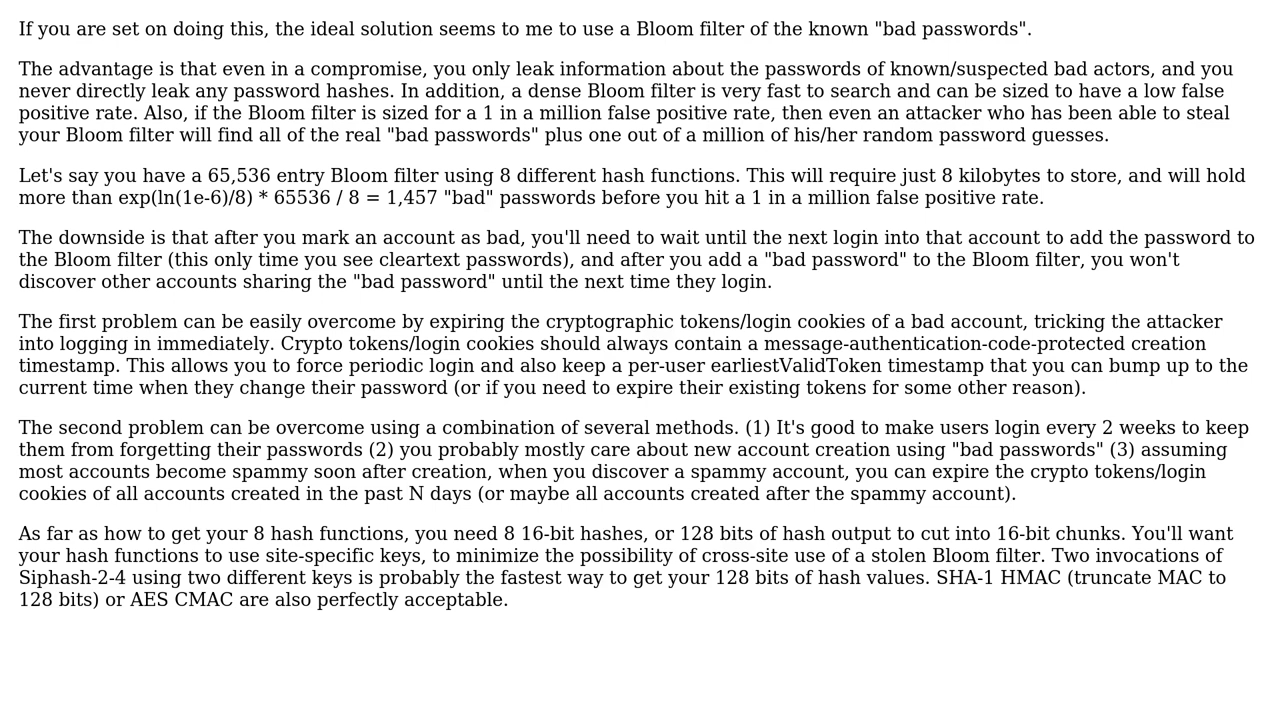 If you are set on doing this, the ideal solution seems to me to use a Bloom filter of the known "bad passwords".
The advantage is that even in a compromise, you only leak information about the passwords of known/suspected bad actors, and you
never directly leak any password hashes. In addition, a dense Bloom filter is very fast to search and can be sized to have a low false
positive rate. Also, if the Bloom filter is sized for a 1 in a million false positive rate, then even an attacker who has been able to steal
your Bloom filter will find all of the real "bad passwords" plus one out of a million of his/her random password guesses.
Let's say you have a 65,536 entry Bloom filter using 8 different hash functions. This will require just 8 kilobytes to store, and will hold
more than exp(ln(1e-6)/8) * 65536 / 8 = 1,457 "bad" passwords before you hit a 1 in a million false positive rate.
The downside is that after you mark an account as bad, you'll need to wait until the next login into that account to add the password to
the Bloom filter (this only time you see cleartext passwords), and after you add a "bad password" to the Bloom filter, you won't
discover other accounts sharing the "bad password" until the next time they login.
The first problem can be easily overcome by expiring the cryptographic tokens/login cookies of a bad account, tricking the attacker
into logging in immediately. Crypto tokens/login cookies should always contain a message-authentication-code-protected creation
timestamp. This allows you to force periodic login and also keep a per-user earliestValidToken timestamp that you can bump up to the
current time when they change their password (or if you need to expire their existing tokens for some other reason).
The second problem can be overcome using a combination of several methods. (1) It's good to make users login every 2 weeks to keep
them from forgetting their passwords (2) you probably mostly care about new account creation using "bad passwords" (3) assuming
most accounts become spammy soon after creation, when you discover a spammy account, you can expire the crypto tokens/login
cookies of all accounts created in the past N days (or maybe all accounts created after the spammy account).
As far as how to get your 8 hash functions, you need 8 16-bit hashes, or 128 bits of hash output to cut into 16-bit chunks. You'll want
your hash functions to use site-specific keys, to minimize the possibility of cross-site use of a stolen Bloom filter. Two invocations of
Siphash-2-4 using two different keys is probably the fastest way to get your 128 bits of hash values. SHA-1 HMAC (truncate MAC to
128 bits) or AES CMAC are also perfectly acceptable.